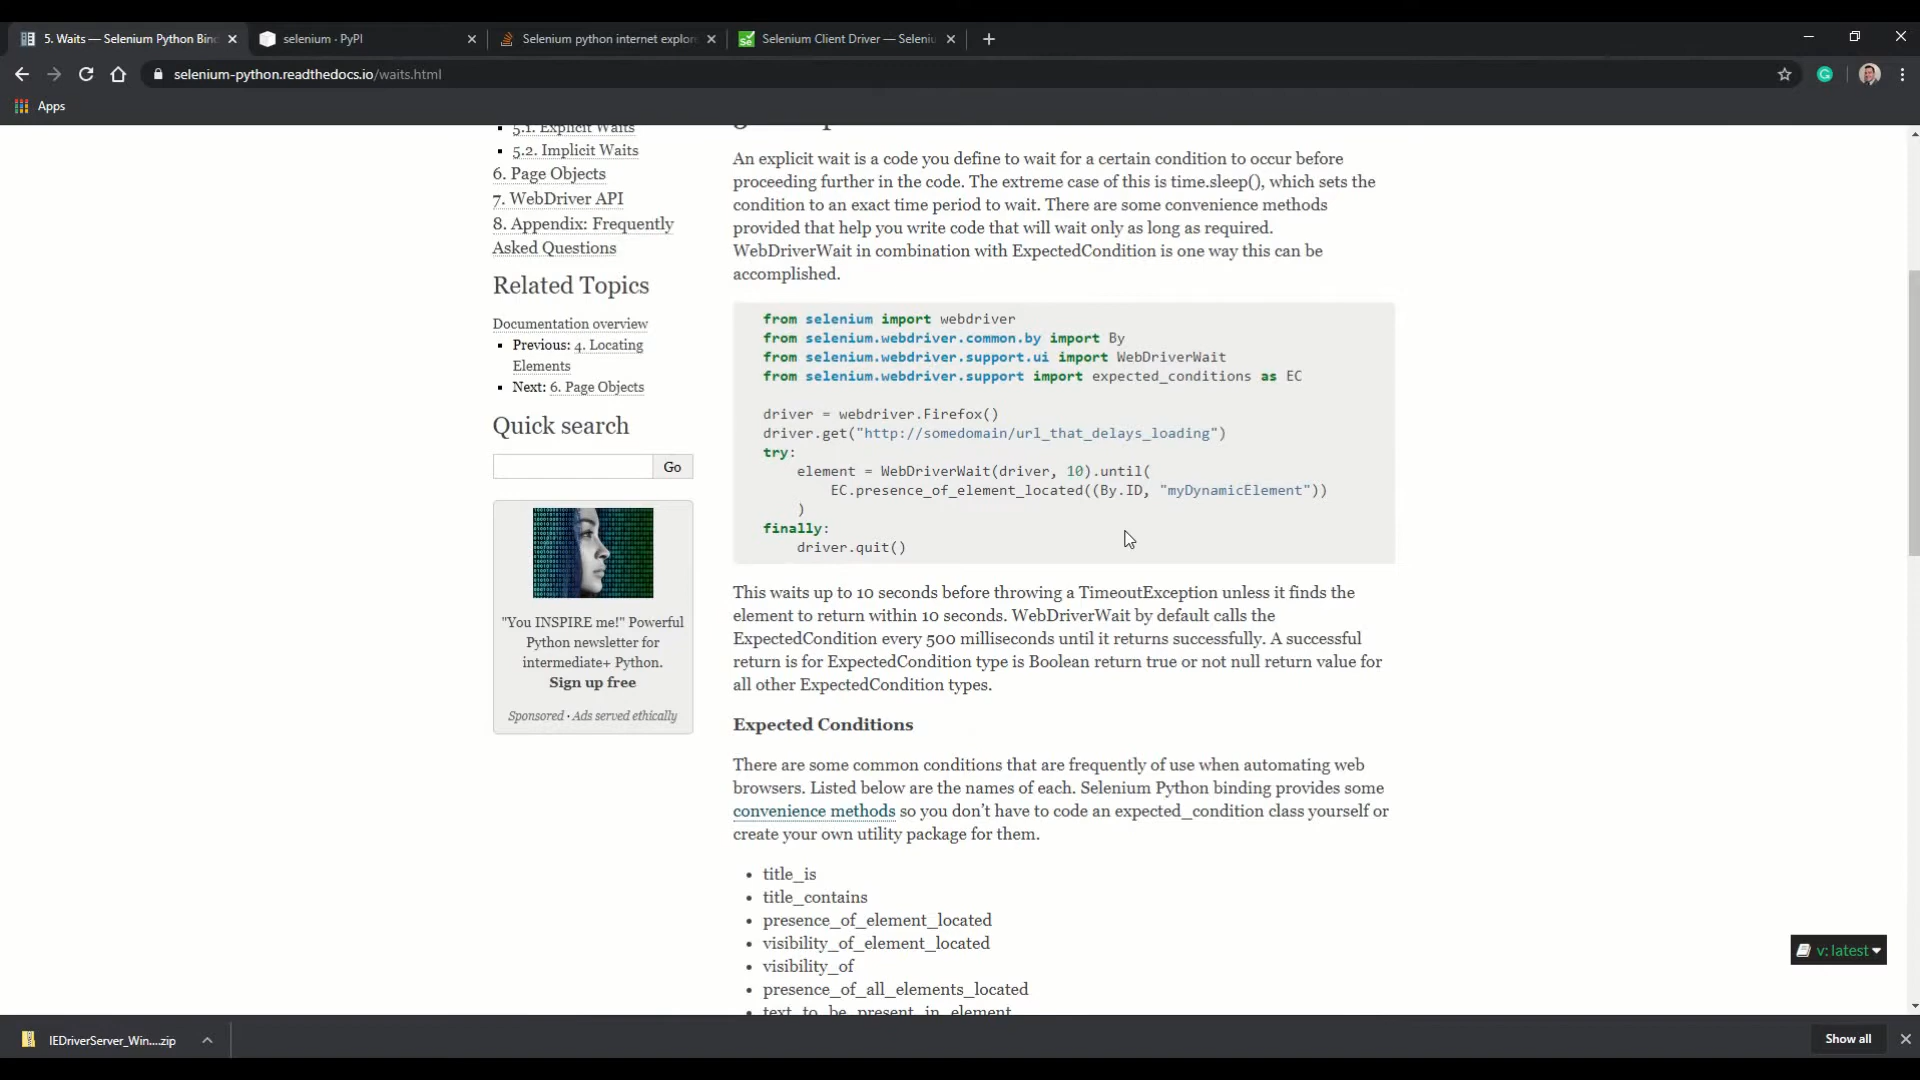 5. Waits — Selenium Python Bind
selenium · PyPI
Selenium python internet explor
Selenium Client Driver — Seleniu
selenium-python.readthedocs.io/waits.html
Apps
5.1. Explicit Waits
5.2. Implicit Waits
6. Page Objects
7. WebDriver API
8. Appendix: Frequently
Asked Questions
Related Topics
Documentation overview
Previous: 4. Locating
Elements
Next: 6. Page Objects
Quick search
Go
"You INSPIRE me!" Powerful
Python newsletter for
intermediate+ Python.
Sign up free
Sponsored · Ads served ethically
An explicit wait is a code you define to wait for a certain condition to occur before
proceeding further in the code. The extreme case of this is time.sleep(), which sets the
condition to an exact time period to wait. There are some convenience methods
provided that help you write code that will wait only as long as required.
WebDriverWait in combination with ExpectedCondition is one way this can be
accomplished.
from selenium import webdriver
from selenium.webdriver.common.by import By
from selenium.webdriver.support.ui import WebDriverWait
from selenium.webdriver.support import expected_conditions as EC
driver = webdriver.Firefox()
driver.get("http://somedomain/url_that_delays_loading")
try:
element = WebDriverWait(driver, 10).until(
EC.presence_of_element_located((By.ID, "myDynamicElement"))
)
finally:
driver.quit()
This waits up to 10 seconds before throwing a TimeoutException unless it finds the
element to return within 10 seconds. WebDriverWait by default calls the
ExpectedCondition every 500 milliseconds until it returns successfully. A successful
return is for ExpectedCondition type is Boolean return true or not null return value for
all other ExpectedCondition types.
Expected Conditions
There are some common conditions that are frequently of use when automating web
browsers. Listed below are the names of each. Selenium Python binding provides some
convenience methods so you don't have to code an expected_condition class yourself or
create your own utility package for them.
title_is
title_contains
presence_of_element_located
visibility_of_element_located
visibility_of
presence_of_all_elements_located
text_to_be_present_in_element
v: latest
IEDriverServer_Win....zip
Show all